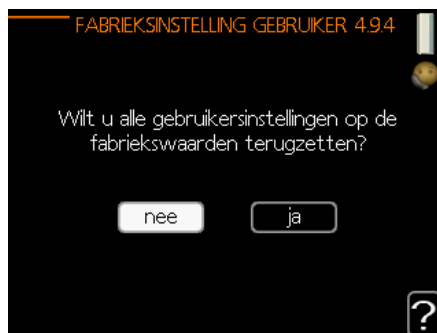 FABRIEKSINSTELLING GEBRUIKER 4.9.4
Wilt u alle gebruikersinstellingen op de
fabriekswaarden terugzetten?
nee
ja
?